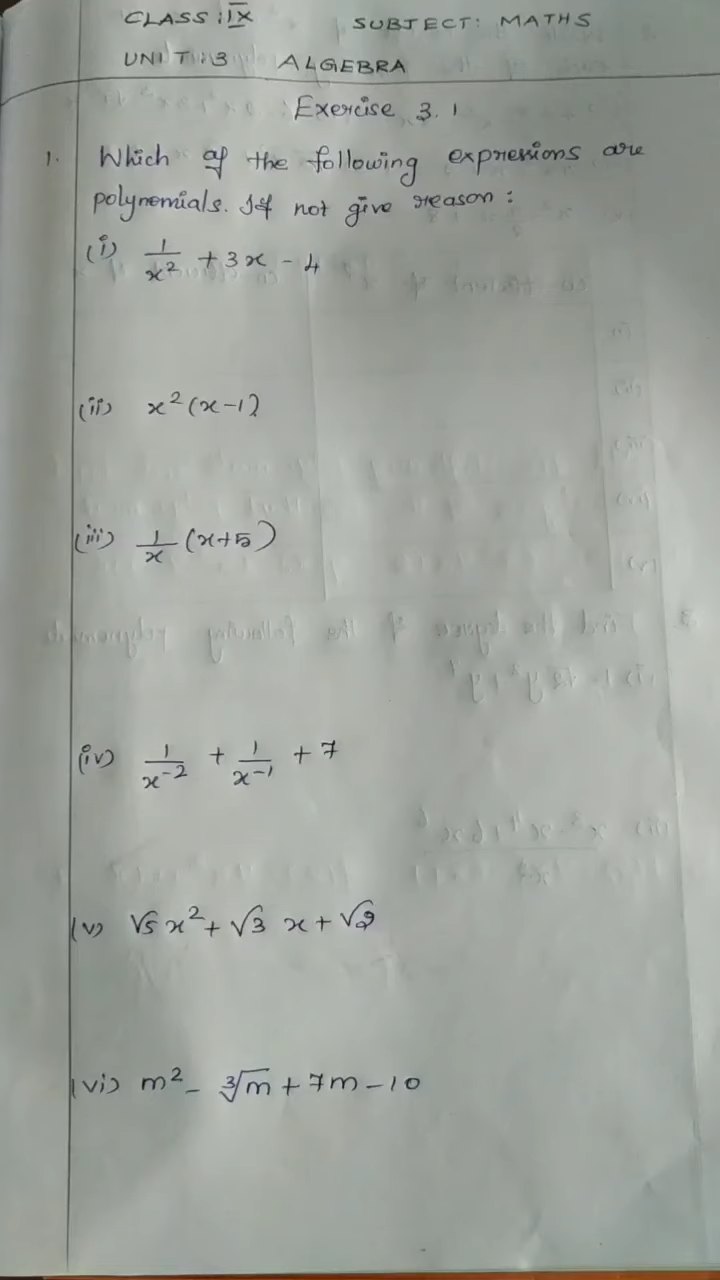 CLASS: IX SUBJECT: MATHS
UNIT: 3 ALGEBRA
Exercise 3.1
1. Which of the following expressions are
polynomials. If not give reason:
(i) 1/x² + 3x - 4
(ii) x²(x-1)
(iii) 1/x (x+5)
(iv) 1/x⁻² + 1/x⁻¹ + 7
(v) √5 x² + √3 x + √2
(vi) m² - ∛m + 7m - 10